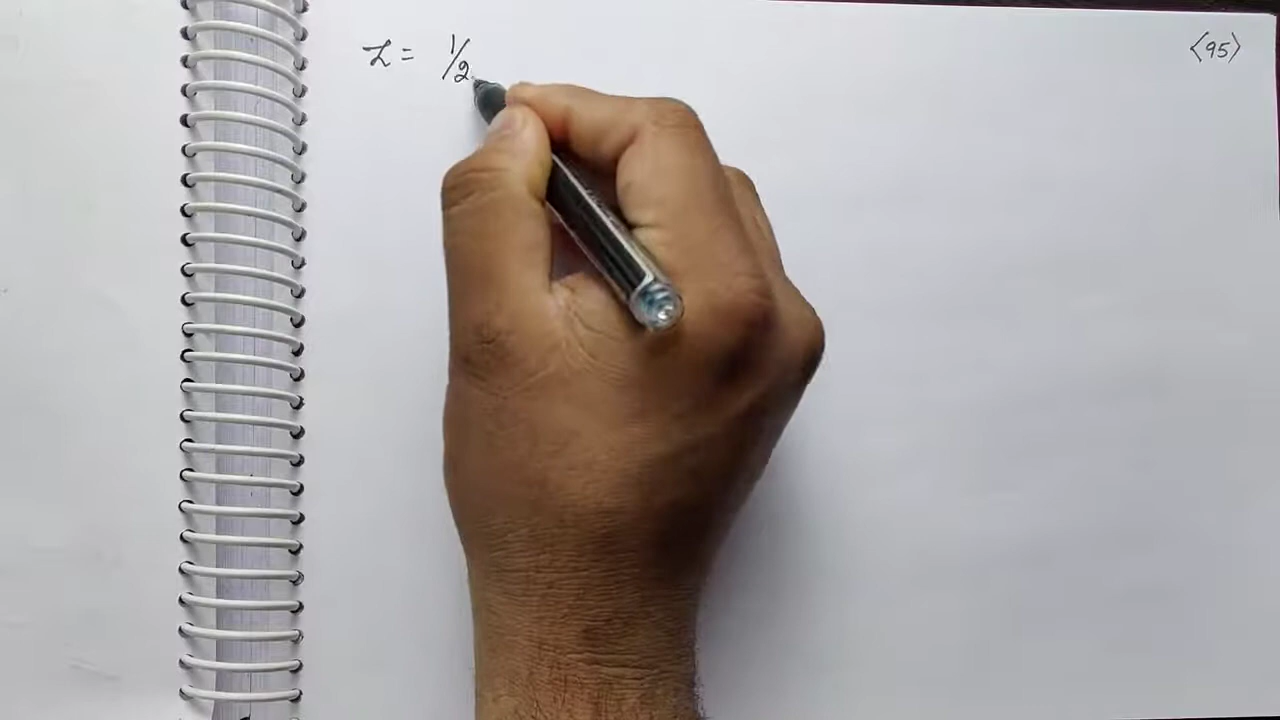 ℒ = 1/2
<95>